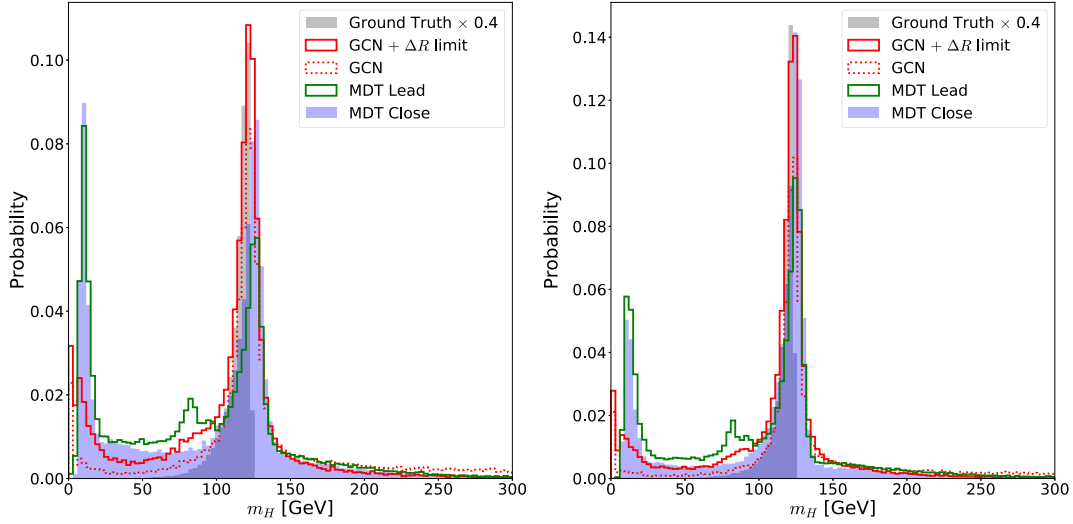 Ground Truth × 0.4
GCN + ΔR limit
GCN
MDT Lead
MDT Close
Probability
0.10
0.08
0.06
0.04
0.02
0.00
0 50 100 150 200 250 300
m_H [GeV]
Ground Truth × 0.4
GCN + ΔR limit
GCN
MDT Lead
MDT Close
Probability
0.14
0.12
0.10
0.08
0.06
0.04
0.02
0.00
0 50 100 150 200 250 300
m_H [GeV]